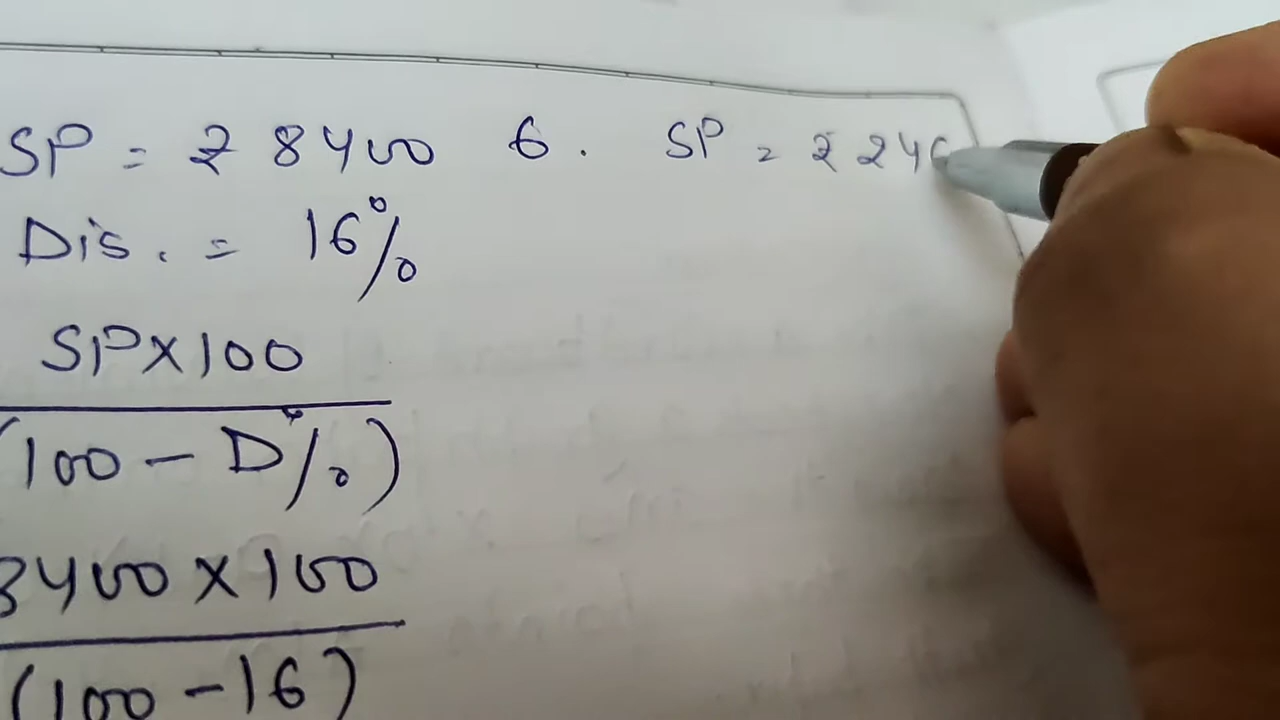 SP = ₹ 8400
Dis. = 16%
SP×100
(100 - D%)
8400 × 100
(100 - 16)
6. SP = ₹ 24